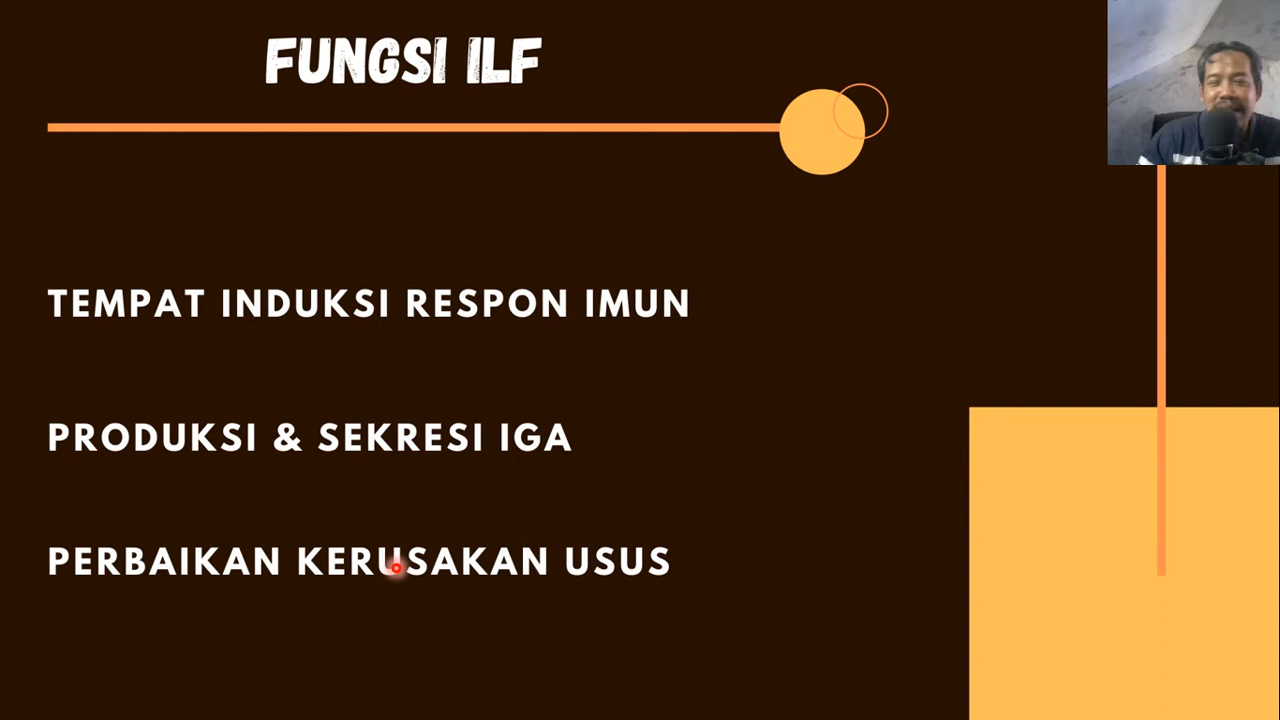 FUNGSI ILF
TEMPAT INDUKSI RESPON IMUN
PRODUKSI & SEKRESI IGA
PERBAIKAN KERUSAKAN USUS